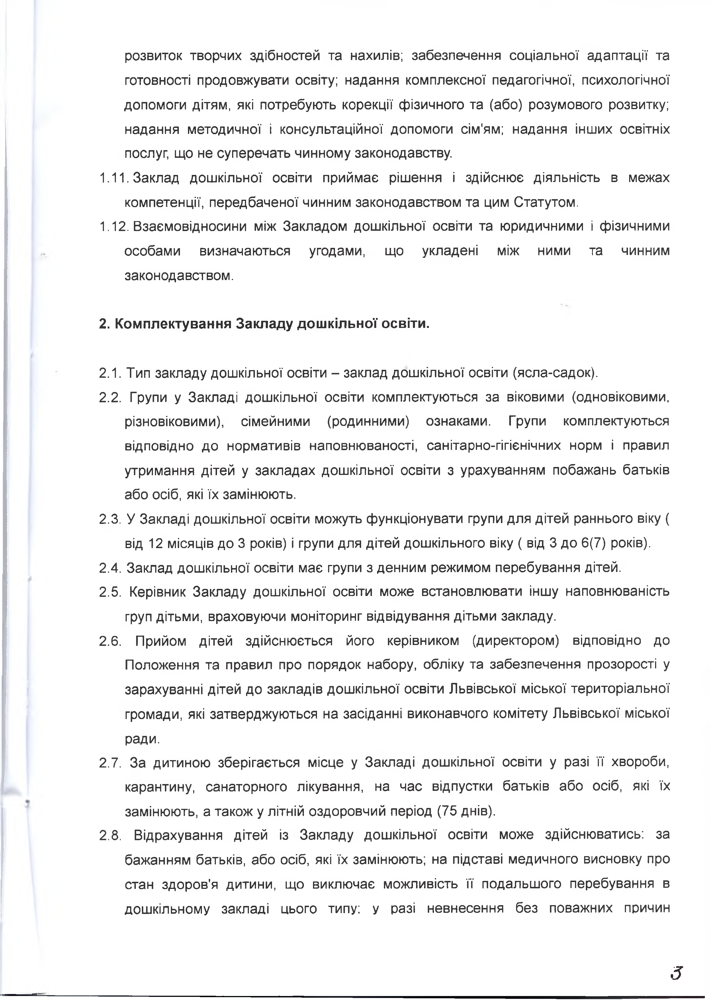 розвиток творчих здібностей та нахилів; забезпечення соціальної адаптації та
готовності продовжувати освіту; надання комплексної педагогічної, психологічної
допомоги дітям, які потребують корекції фізичного та (або) розумового розвитку;
надання методичної і консультаційної допомоги сім'ям; надання інших освітніх
послуг, що не суперечать чинному законодавству.
1.11. Заклад дошкільної освіти приймає рішення і здійснює діяльність в межах
компетенції, передбаченої чинним законодавством та цим Статутом.
1.12. Взаємовідносини між Закладом дошкільної освіти та юридичними і фізичними
особами визначаються угодами, що укладені між ними та чинним
законодавством.
2. Комплектування Закладу дошкільної освіти.
2.1. Тип закладу дошкільної освіти – заклад дошкільної освіти (ясла-садок).
2.2. Групи у Закладі дошкільної освіти комплектуються за віковими (одновіковими,
різновіковими), сімейними (родинними) ознаками. Групи комплектуються
відповідно до нормативів наповнюваності, санітарно-гігієнічних норм і правил
утримання дітей у закладах дошкільної освіти з урахуванням побажань батьків
або осіб, які їх замінюють.
2.3. У Закладі дошкільної освіти можуть функціонувати групи для дітей раннього віку (
від 12 місяців до 3 років) і групи для дітей дошкільного віку ( від 3 до 6(7) років).
2.4. Заклад дошкільної освіти має групи з денним режимом перебування дітей.
2.5. Керівник Закладу дошкільної освіти може встановлювати іншу наповнюваність
груп дітьми, враховуючи моніторинг відвідування дітьми закладу.
2.6. Прийом дітей здійснюється його керівником (директором) відповідно до
Положення та правил про порядок набору, обліку та забезпечення прозорості у
зарахуванні дітей до закладів дошкільної освіти Львівської міської територіальної
громади, які затверджуються на засіданні виконавчого комітету Львівської міської
ради.
2.7. За дитиною зберігається місце у Закладі дошкільної освіти у разі її хвороби,
карантину, санаторного лікування, на час відпустки батьків або осіб, які їх
замінюють, а також у літній оздоровчий період (75 днів).
2.8. Відрахування дітей із Закладу дошкільної освіти може здійснюватись: за
бажанням батьків, або осіб, які їх замінюють; на підставі медичного висновку про
стан здоров'я дитини, що виключає можливість її подальшого перебування в
дошкільному закладі цього типу; у разі невнесення без поважних причин
3